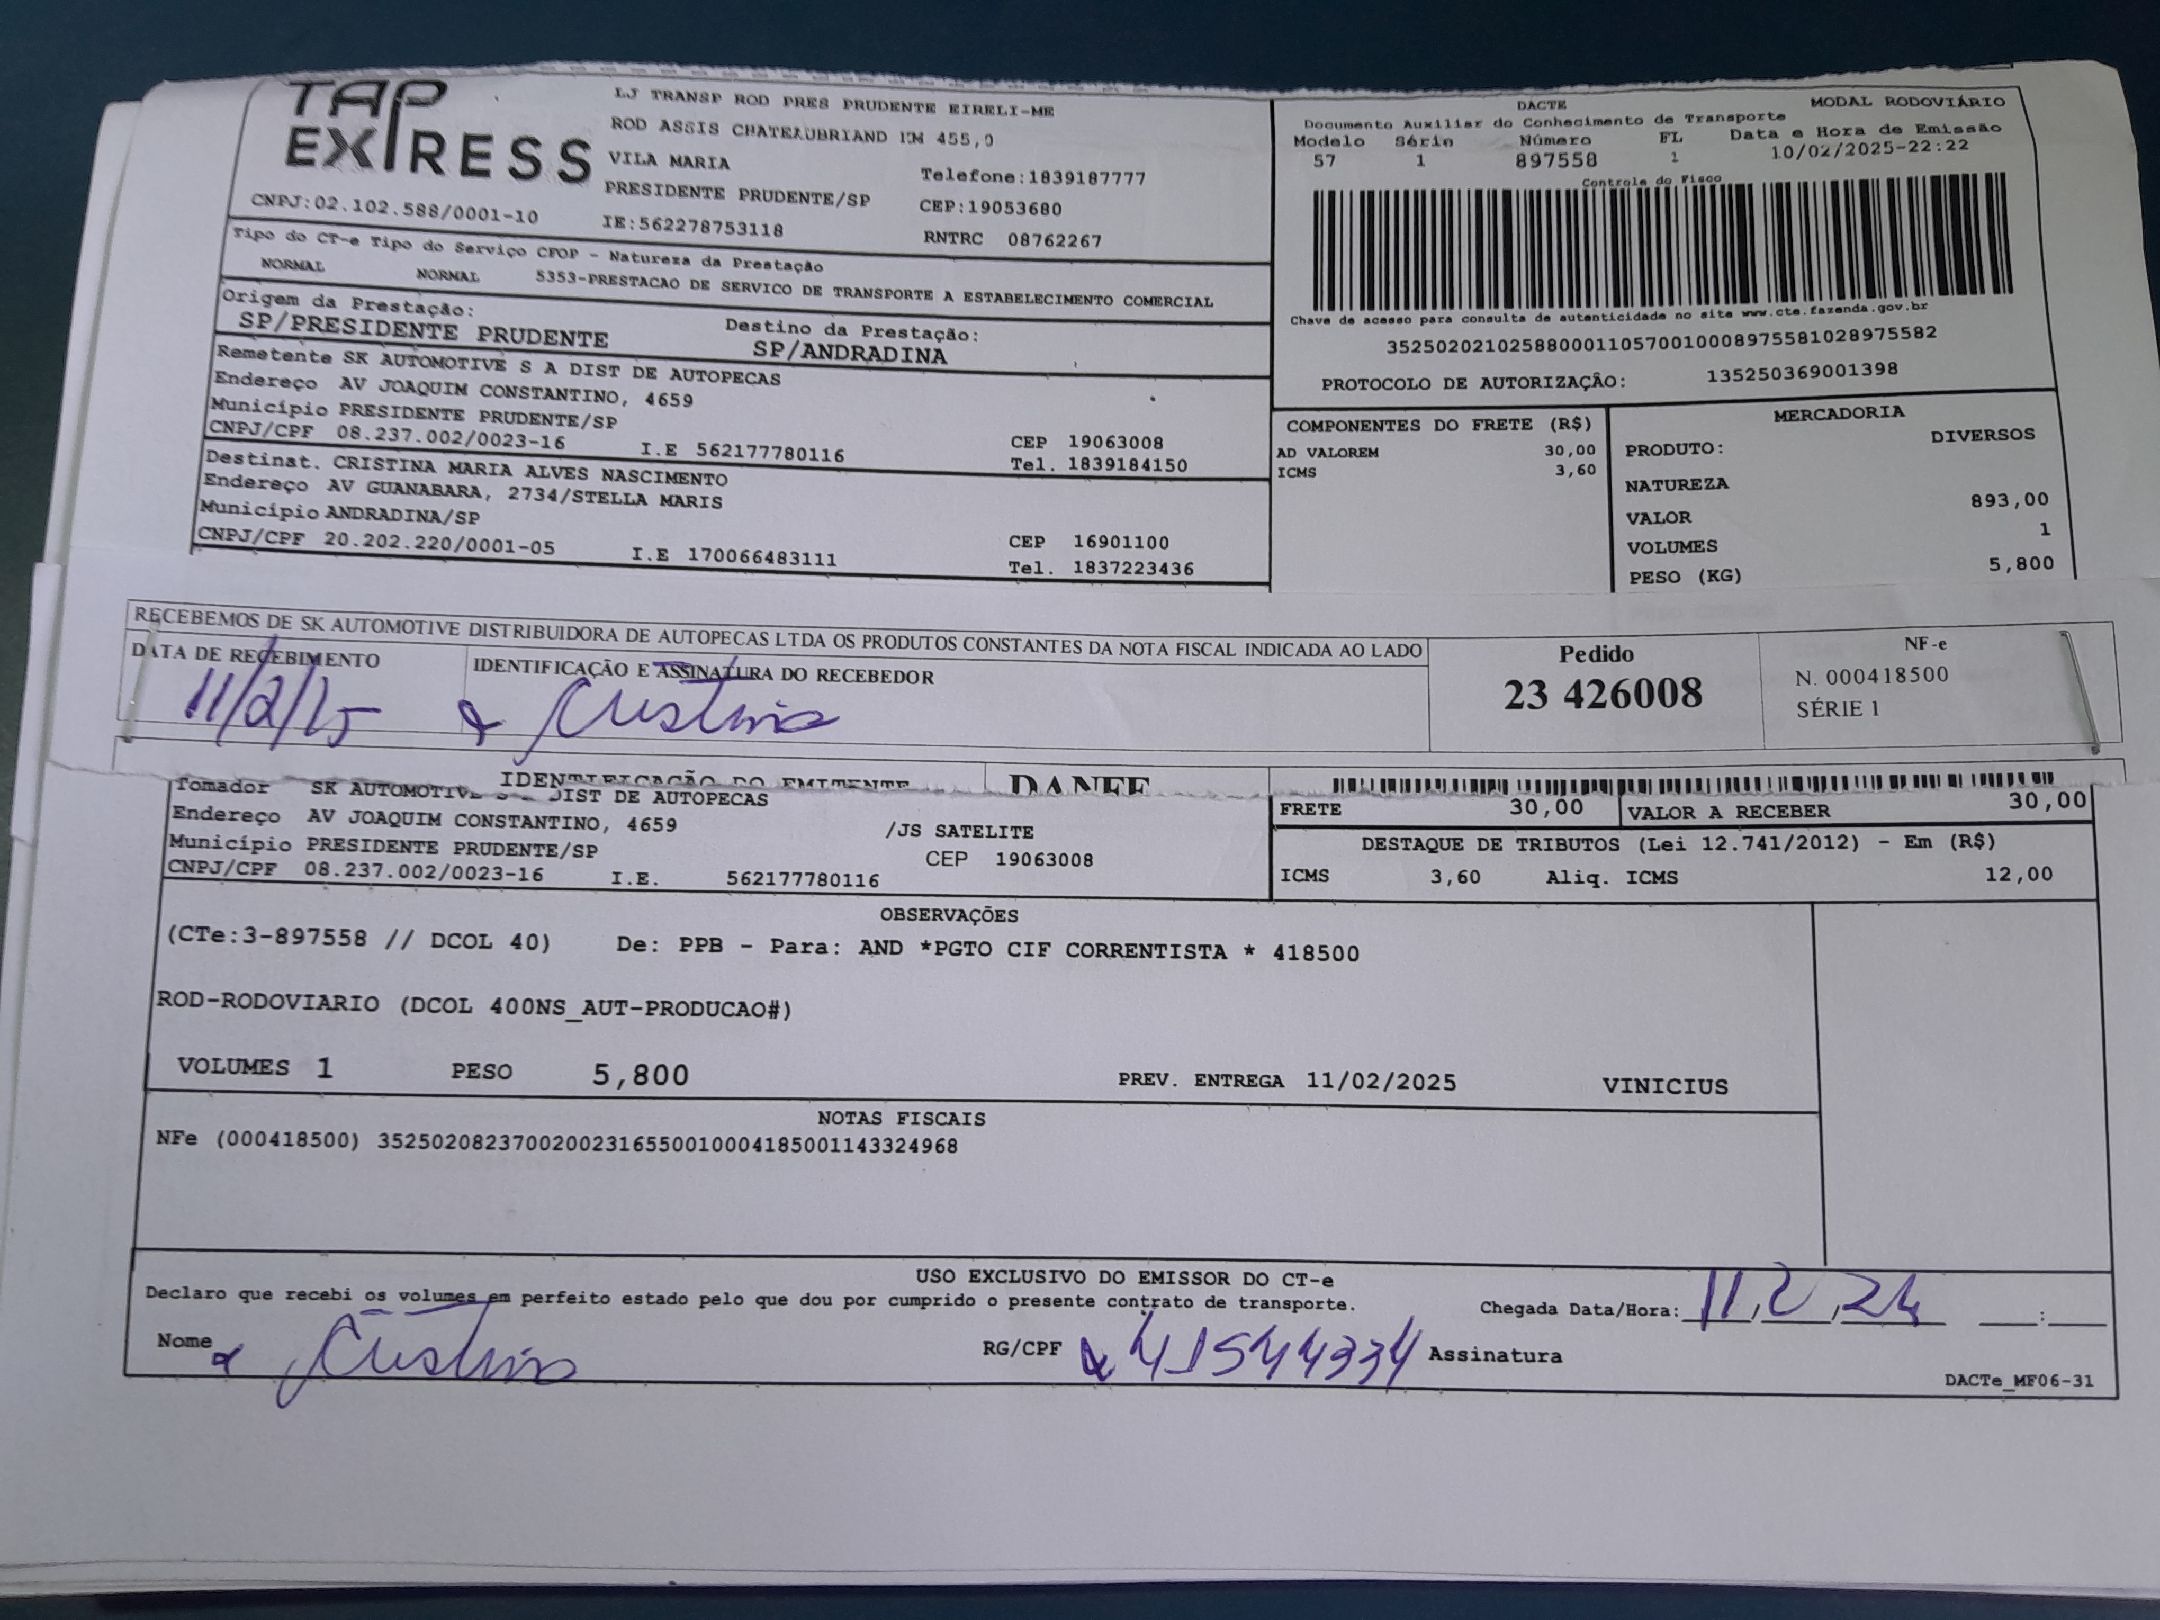 TAP
EXPRESS
CNPJ:02.102.588/0001-10
LJ TRANSP ROD PRES PRUDENTE EIRELI-ME
ROD ASSIS CHATEAUBRIAND KM 455,0
VILA MARIA
PRESIDENTE PRUDENTE/SP
IE:562278753118
Telefone:1839187777
CEP:19053680
RNTRC 08762267
DACTE MODAL RODOVIÁRIO
Documento Auxiliar do Conhecimento de Transporte
Modelo Série Número FL Data e Hora de Emissão
57 1 897558 1 10/02/2025-22:22
Controle do Fisco
Chave de acesso para consulta de autenticidade no site www.cte.fazenda.gov.br
35250202102588000110570010008975581028975582
PROTOCOLO DE AUTORIZAÇÃO: 135250369001398
Tipo do CT-e Tipo do Serviço CFOP - Natureza da Prestação
NORMAL NORMAL 5353-PRESTACAO DE SERVICO DE TRANSPORTE A ESTABELECIMENTO COMERCIAL
Origem da Prestação: Destino da Prestação:
SP/PRESIDENTE PRUDENTE SP/ANDRADINA
Remetente SK AUTOMOTIVE S A DIST DE AUTOPECAS
Endereço AV JOAQUIM CONSTANTINO, 4659
Município PRESIDENTE PRUDENTE/SP CEP 19063008
CNPJ/CPF 08.237.002/0023-16 I.E 562177780116 Tel. 1839184150
Destinat. CRISTINA MARIA ALVES NASCIMENTO
Endereço AV GUANABARA, 2734/STELLA MARIS
Município ANDRADINA/SP CEP 16901100
CNPJ/CPF 20.202.220/0001-05 I.E 170066483111 Tel. 1837223436
COMPONENTES DO FRETE (R$)
AD VALOREM 30,00
ICMS 3,60
MERCADORIA
PRODUTO: DIVERSOS
NATUREZA
VALOR 893,00
VOLUMES 1
PESO (KG) 5,800
RECEBEMOS DE SK AUTOMOTIVE DISTRIBUIDORA DE AUTOPECAS LTDA OS PRODUTOS CONSTANTES DA NOTA FISCAL INDICADA AO LADO
DATA DE RECEBIMENTO IDENTIFICAÇÃO E ASSINATURA DO RECEBEDOR
11/2/25 Cristina
Pedido
23 426008
NF-e
N. 000418500
SÉRIE 1
IDENTIFICAÇÃO DO EMITENTE DANFE
Tomador SK AUTOMOTIVE DIST DE AUTOPECAS
Endereço AV JOAQUIM CONSTANTINO, 4659 /JS SATELITE
Município PRESIDENTE PRUDENTE/SP CEP 19063008
CNPJ/CPF 08.237.002/0023-16 I.E. 562177780116
FRETE 30,00 VALOR A RECEBER 30,00
DESTAQUE DE TRIBUTOS (Lei 12.741/2012) - Em (R$)
ICMS 3,60 Aliq. ICMS 12,00
OBSERVAÇÕES
(CTe:3-897558 // DCOL 40) De: PPB - Para: AND *PGTO CIF CORRENTISTA * 418500
ROD-RODOVIARIO (DCOL 400NS_AUT-PRODUCAO#)
VOLUMES 1 PESO 5,800 PREV. ENTREGA 11/02/2025 VINICIUS
NOTAS FISCAIS
NFe (000418500) 35250208237002002316550010004185001143324968
USO EXCLUSIVO DO EMISSOR DO CT-e
Declaro que recebi os volumes em perfeito estado pelo que dou por cumprido o presente contrato de transporte. Chegada Data/Hora: 11,2,24 :
Nome Cristina RG/CPF 415444334 Assinatura
DACTe_MF06-31